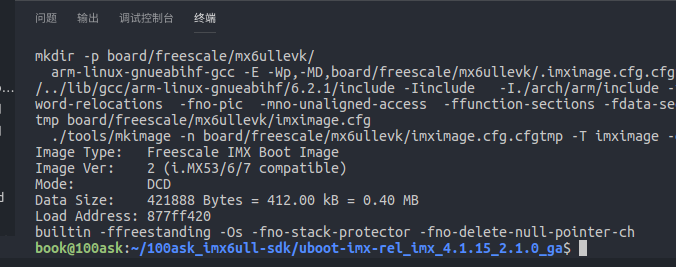 问题 输出 调试控制台 终端
mkdir -p board/freescale/mx6ullevk/
arm-linux-gnueabihf-gcc -E -Wp,-MD,board/freescale/mx6ullevk/.imximage.cfg.cfg
/../lib/gcc/arm-linux-gnueabihf/6.2.1/include -Iinclude -I./arch/arm/include -
word-relocations -fno-pic -mno-unaligned-access -ffunction-sections -fdata-se
tmp board/freescale/mx6ullevk/imximage.cfg
./tools/mkimage -n board/freescale/mx6ullevk/imximage.cfg.cfgtmp -T imximage -
Image Type: Freescale IMX Boot Image
Image Ver: 2 (i.MX53/6/7 compatible)
Mode: DCD
Data Size: 421888 Bytes = 412.00 kB = 0.40 MB
Load Address: 877ff420
builtin -ffreestanding -Os -fno-stack-protector -fno-delete-null-pointer-ch
book@100ask:~/100ask_imx6ull-sdk/uboot-imx-rel_imx_4.1.15_2.1.0_ga$